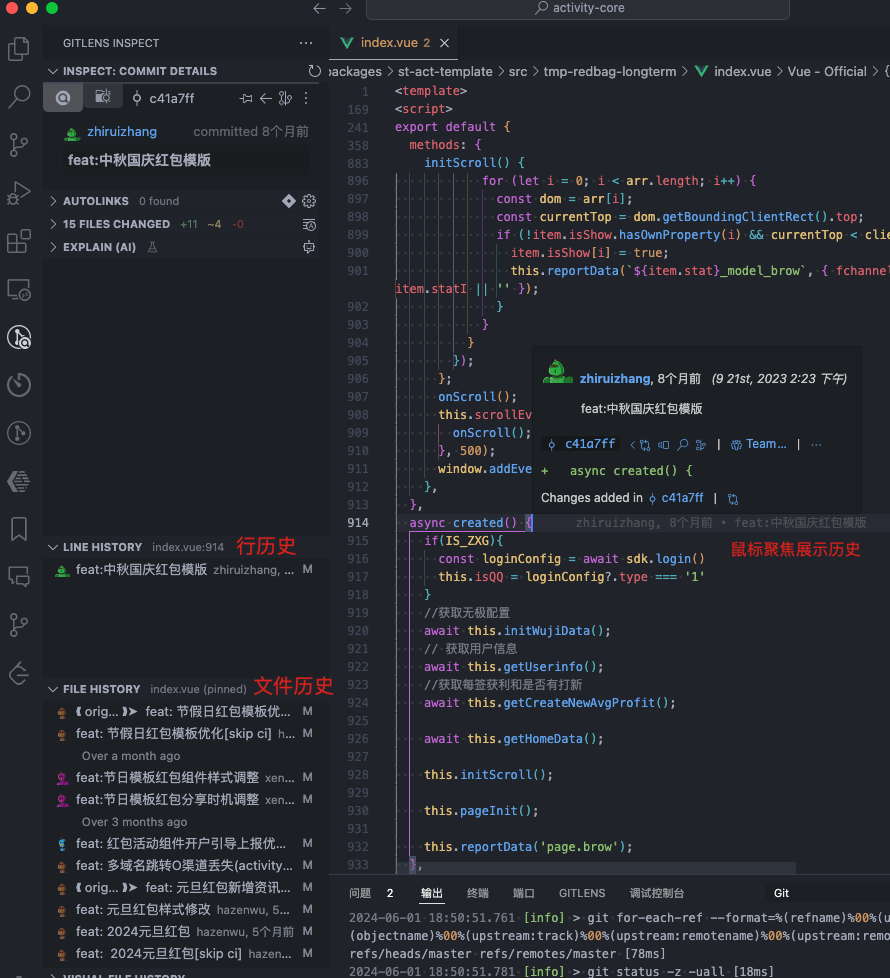 activity-core
GITLENS INSPECT
INSPECT: COMMIT DETAILS
c41a7ff
zhiruizhang
committed 8个月前
feat:中秋国庆红包模版
AUTOLINKS 0 found
15 FILES CHANGED +11 ~4 -0
EXPLAIN (AI)
LINE HISTORY index.vue:914 行历史
feat:中秋国庆红包模版 zhiruizhang, ... M
FILE HISTORY index.vue (pinned) 文件历史
⟪ orig... ⟫➤ feat: 节假日红包模板优... M
feat: 节假日红包模板优化[skip ci] h... M
Over a month ago
feat:节日模板红包组件样式调整 xen... M
feat:节日模板红包分享时机调整 xen... M
Over 3 months ago
feat: 红包活动组件开户引导上报优... M
feat: 多域名跳转O渠道丢失(activity... M
⟪ orig... ⟫➤ feat: 元旦红包新增资讯... M
feat: 元旦红包样式修改 hazenwu, 5... M
feat: 2024元旦红包 hazenwu, 5个月前 M
feat: 2024元旦红包[skip ci] hazen... M
VISUAL FILE HISTORY
index.vue 2
packages > st-act-template > src > tmp-redbag-longterm > index.vue > Vue - Official > {
1 <template>
169 <script>
241 export default {
358 methods: {
883 initScroll() {
896 for (let i = 0; i < arr.length; i++) {
897 const dom = arr[i];
898 const currentTop = dom.getBoundingClientRect().top;
899 if (!item.isShow.hasOwnProperty(i) && currentTop < clie
900 item.isShow[i] = true;
901 this.reportData(`${item.stat}_model_brow`, { fchannel
item.statI || '' });
902 }
903 }
904 }
905 });
906 };
907 onScroll();
908 this.scrollEv
909 onScroll();
910 }, 500);
911 window.addEve
912 },
913 },
914 async created() { zhiruizhang, 8个月前 • feat:中秋国庆红包模版
915 if(IS_ZXG){
916 const loginConfig = await sdk.login()
917 this.isQQ = loginConfig?.type === '1'
918 }
919 //获取无极配置
920 await this.initWujiData();
921 // 获取用户信息
922 await this.getUserinfo();
923 //获取每签获利和是否有打新
924 await this.getCreateNewAvgProfit();
925
926 await this.getHomeData();
927
928 this.initScroll();
929
930 this.pageInit();
931
932 this.reportData('page.brow');
933 },
zhiruizhang, 8个月前 (9 21st, 2023 2:23 下午)
feat:中秋国庆红包模版
c41a7ff | Team... | ...
+ async created() {
Changes added in c41a7ff |
鼠标聚焦展示历史
问题 2 输出 终端 端口 GITLENS 调试控制台 Git
2024-06-01 18:50:51.761 [info] > git for-each-ref --format=%(refname)%00%(u
(objectname)%00%(upstream:track)%00%(upstream:remotename)%00%(upstream:remo
refs/heads/master refs/remotes/master [78ms]
2024-06-01 18:50:51.781 [info] > git status -z -uall [18ms]